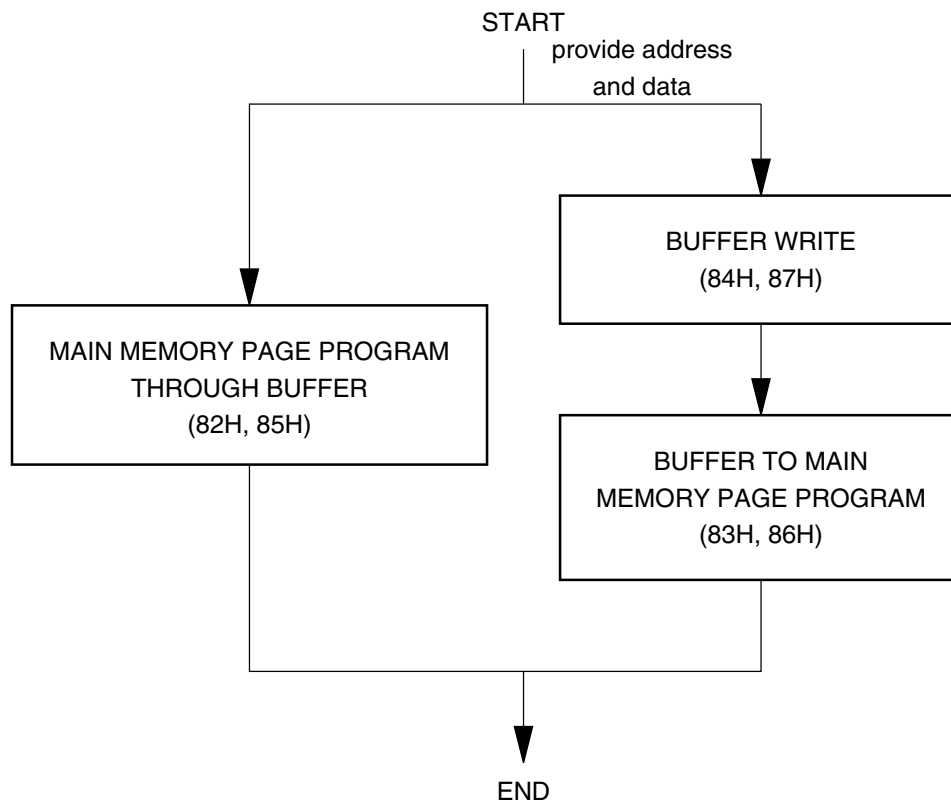 START
provide address
and data
BUFFER WRITE
(84H, 87H)
MAIN MEMORY PAGE PROGRAM
THROUGH BUFFER
(82H, 85H)
BUFFER TO MAIN
MEMORY PAGE PROGRAM
(83H, 86H)
END